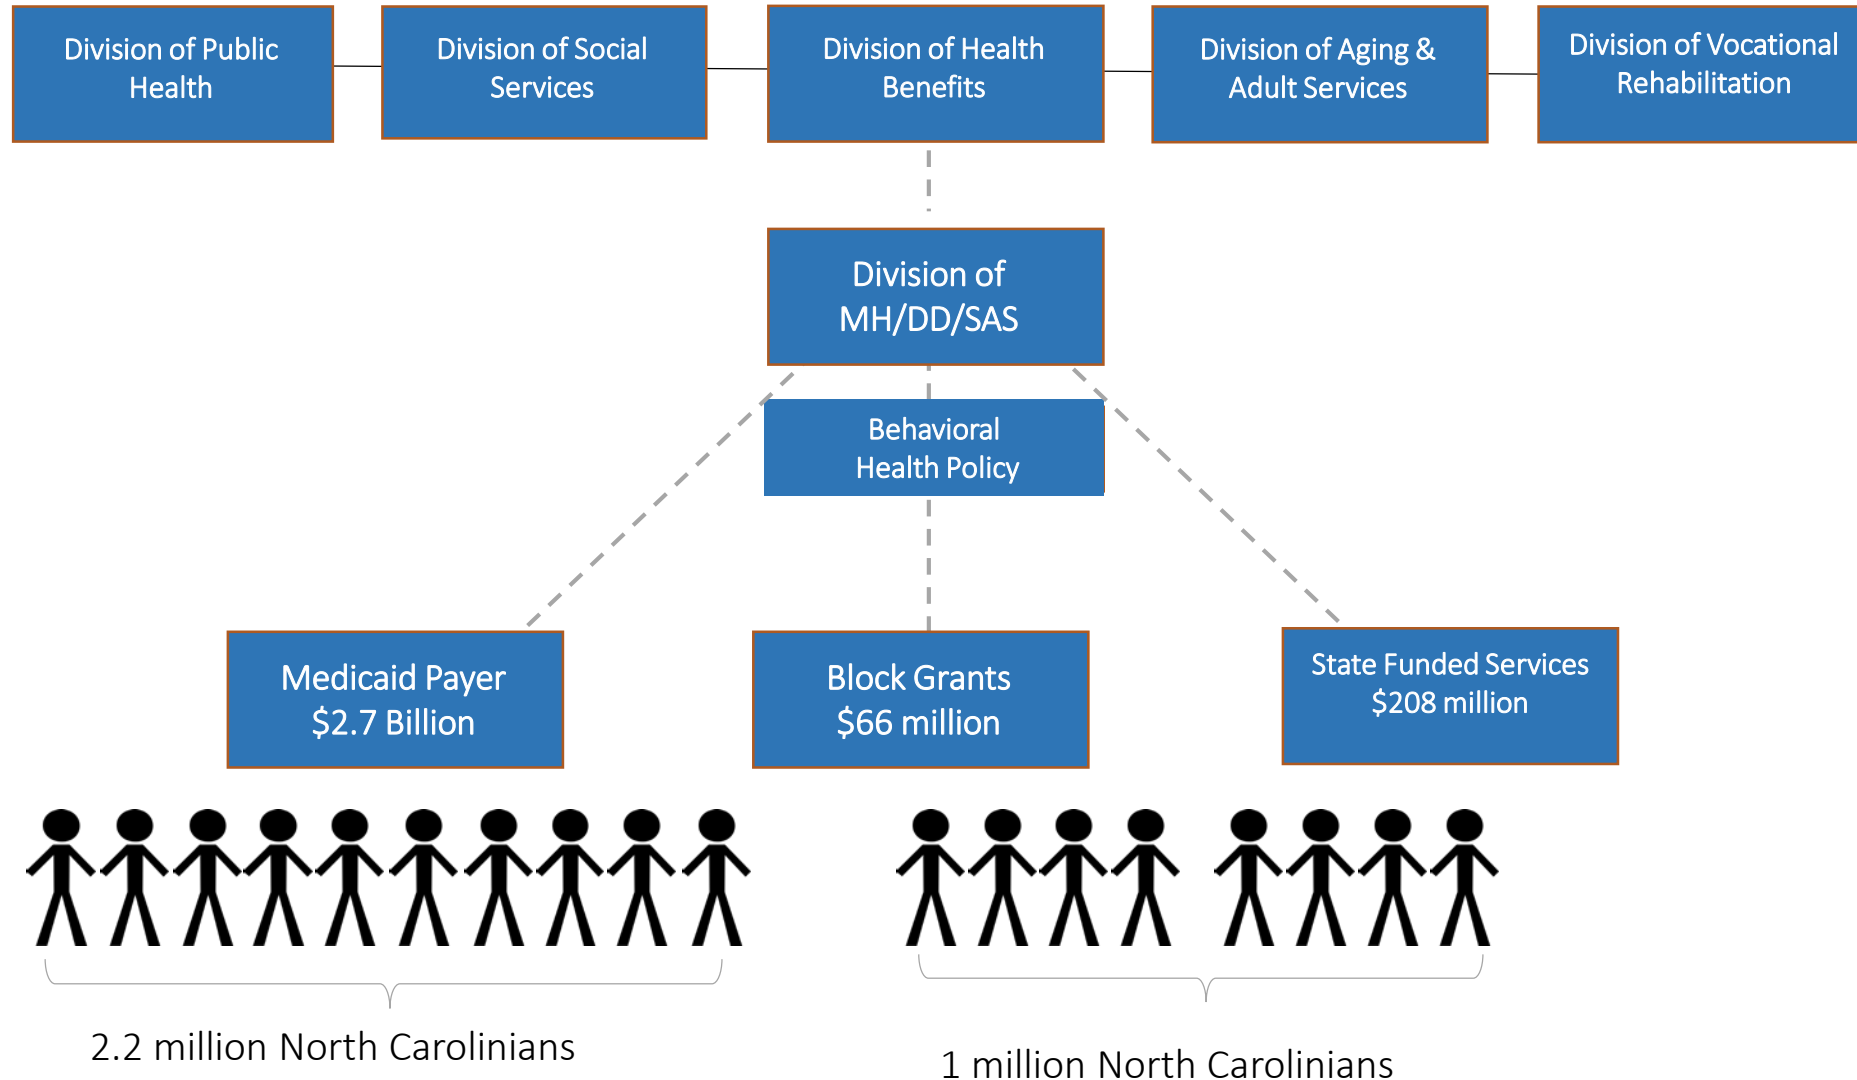 Division of Public
Health
Division of Social
Services
Division of Health
Benefits
Division of Aging &
Adult Services
Division of Vocational
Rehabilitation
Division of
MH/DD/SAS
Behavioral
Health Policy
Medicaid Payer
$2.7 Billion
Block Grants
$66 million
State Funded Services
$208 million
2.2 million North Carolinians
1 million North Carolinians